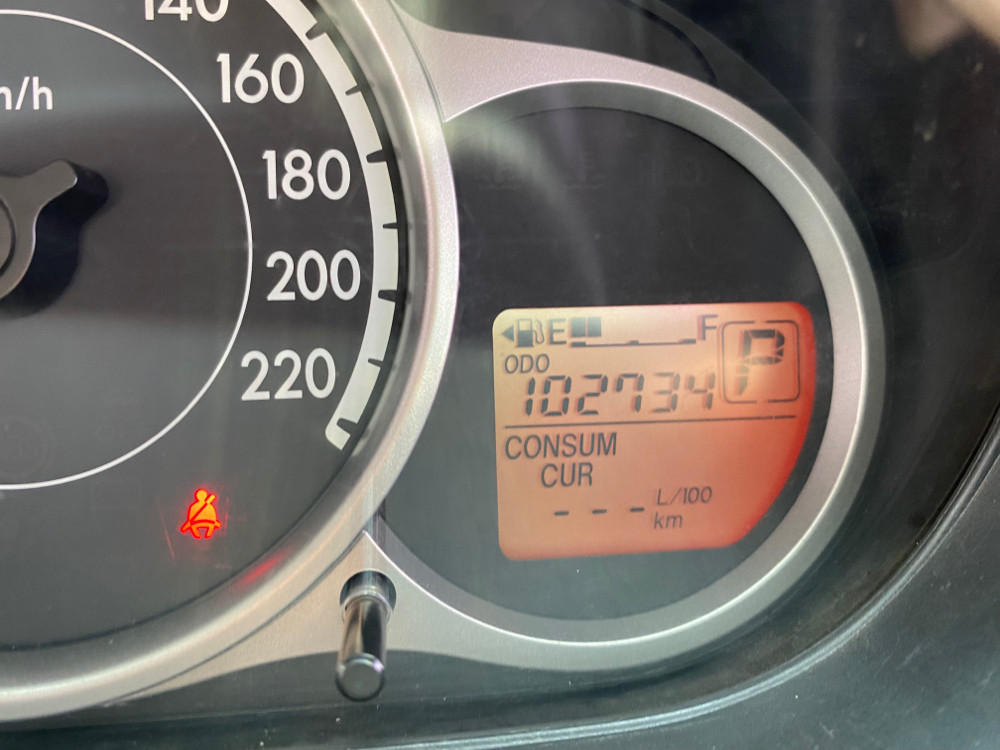 140
160
m/h
180
200
220
E F
P
ODO
102734
CONSUM
CUR
- - - L/100
km